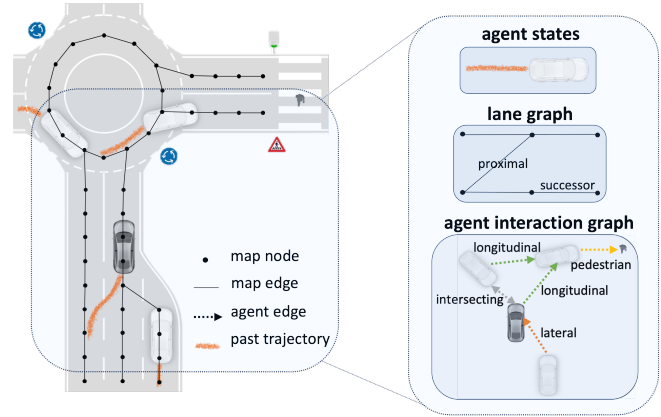 agent states
lane graph
proximal
successor
agent interaction graph
longitudinal
pedestrian
intersecting
longitudinal
lateral
map node
map edge
agent edge
past trajectory